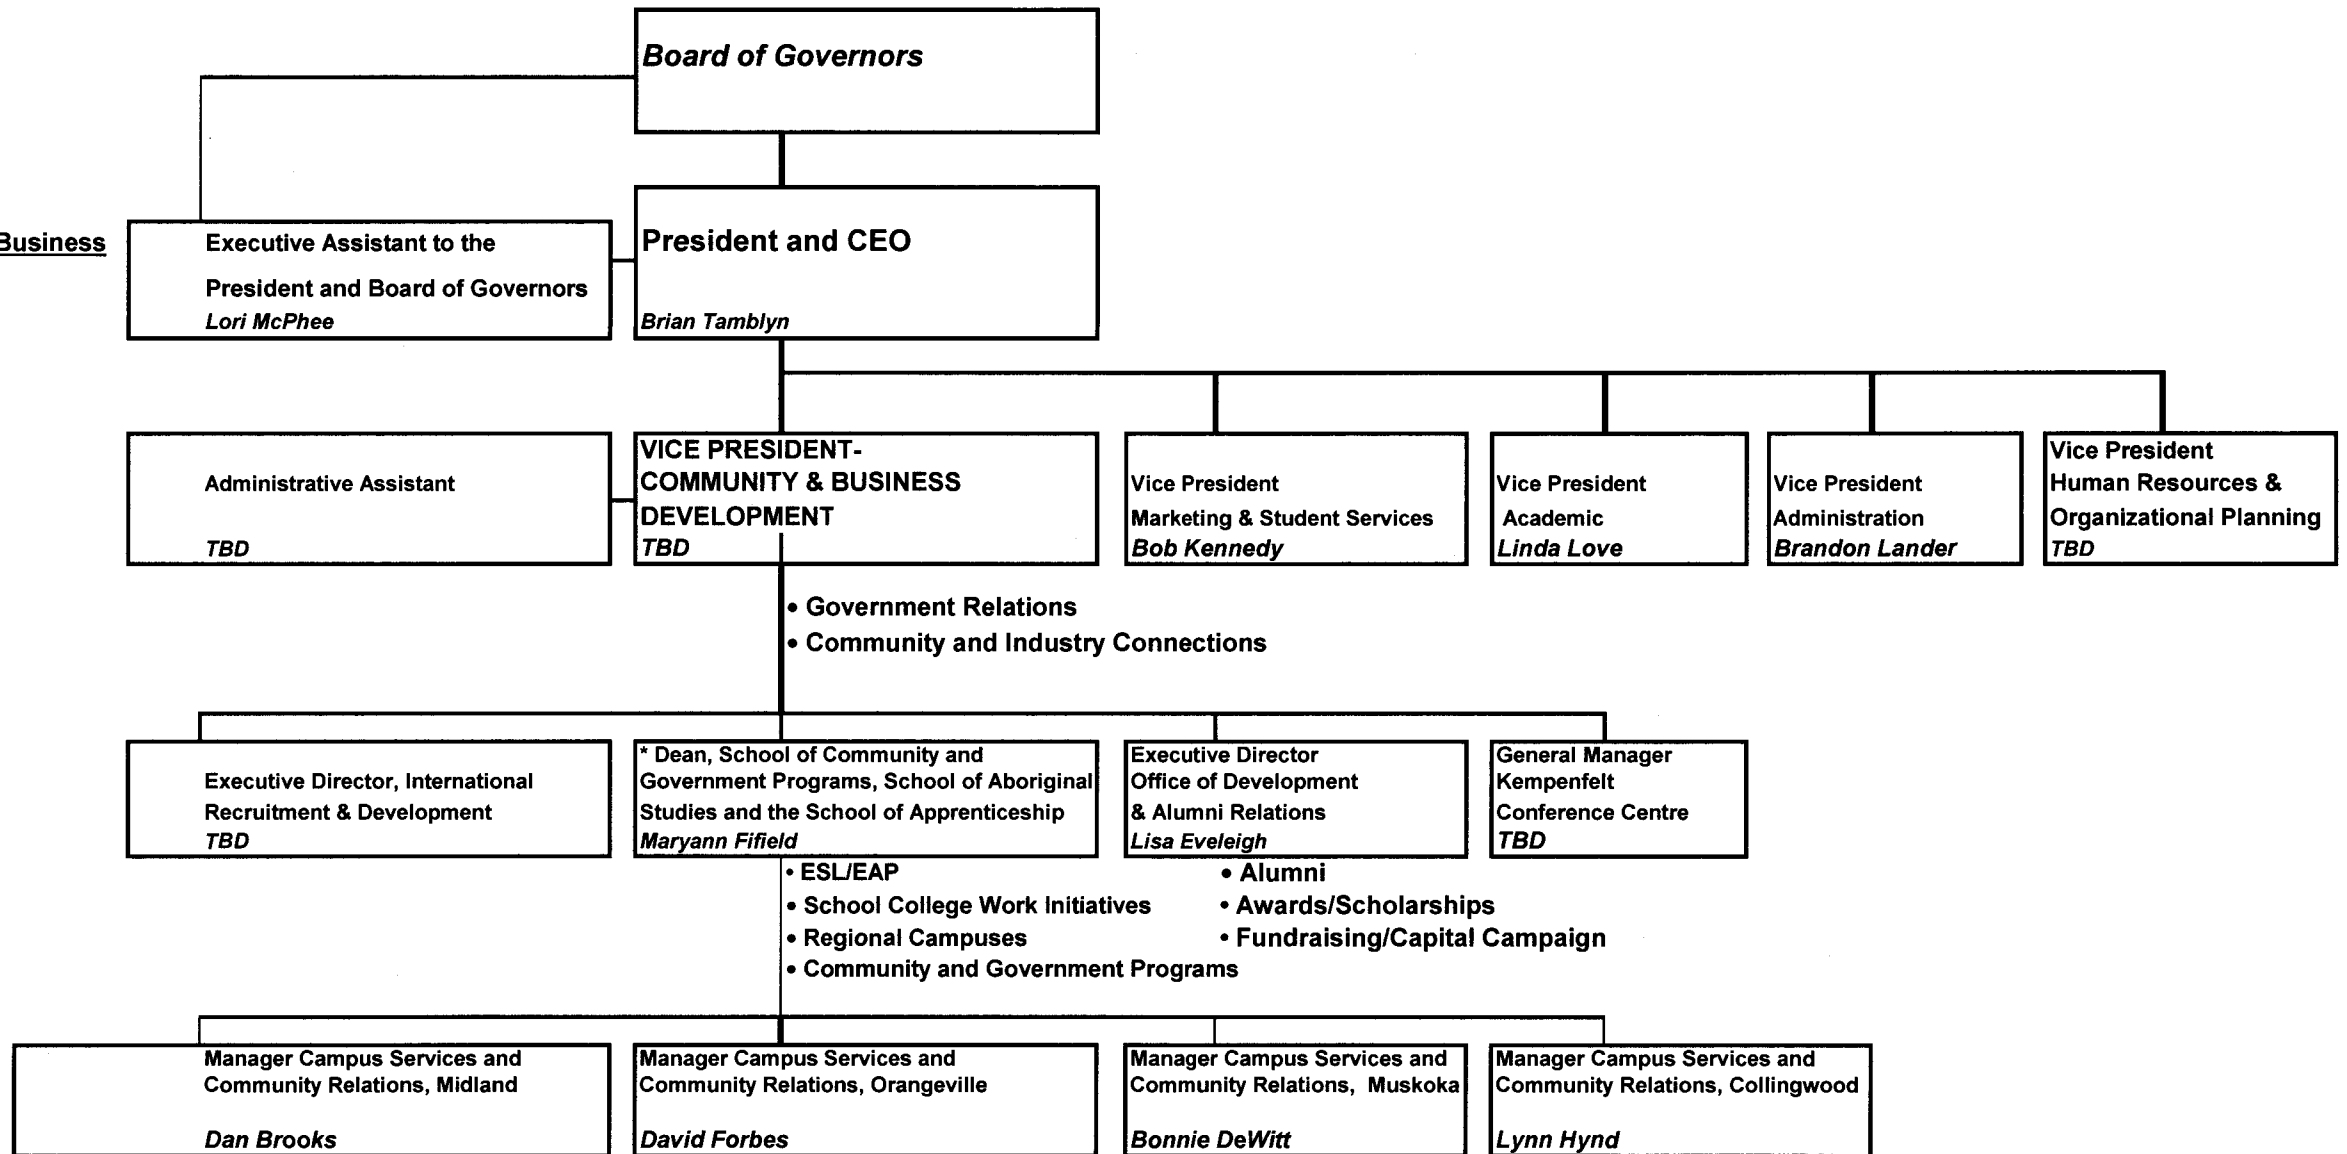 Board of Governors
Business
Executive Assistant to the
President and Board of Governors
Lori McPhee
President and CEO
Brian Tamblyn
Administrative Assistant
TBD
VICE PRESIDENT-
COMMUNITY & BUSINESS
DEVELOPMENT
TBD
Vice President
Marketing & Student Services
Bob Kennedy
Vice President
Academic
Linda Love
Vice President
Administration
Brandon Lander
Vice President
Human Resources &
Organizational Planning
TBD
• Government Relations
• Community and Industry Connections
Executive Director, International
Recruitment & Development
TBD
* Dean, School of Community and
Government Programs, School of Aboriginal
Studies and the School of Apprenticeship
Maryann Fifield
Executive Director
Office of Development
& Alumni Relations
Lisa Eveleigh
General Manager
Kempenfelt
Conference Centre
TBD
• ESL/EAP
• School College Work Initiatives
• Regional Campuses
• Community and Government Programs
• Alumni
• Awards/Scholarships
• Fundraising/Capital Campaign
Manager Campus Services and
Community Relations, Midland
Dan Brooks
Manager Campus Services and
Community Relations, Orangeville
David Forbes
Manager Campus Services and
Community Relations, Muskoka
Bonnie DeWitt
Manager Campus Services and
Community Relations, Collingwood
Lynn Hynd